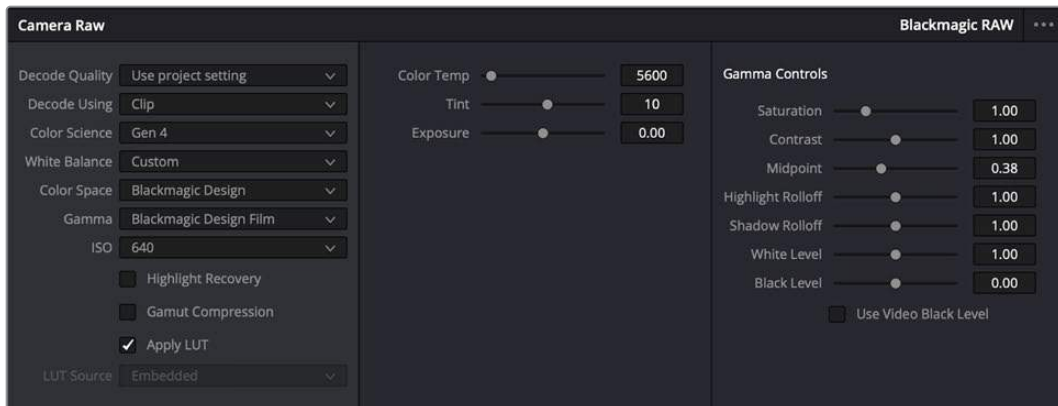 Camera Raw
Blackmagic RAW
Decode Quality Use project setting
Decode Using Clip
Color Science Gen 4
White Balance Custom
Color Space Blackmagic Design
Gamma Blackmagic Design Film
ISO 640
Highlight Recovery
Gamut Compression
Apply LUT
LUT Source Embedded
Color Temp 5600
Tint 10
Exposure 0.00
Gamma Controls
Saturation 1.00
Contrast 1.00
Midpoint 0.38
Highlight Rolloff 1.00
Shadow Rolloff 1.00
White Level 1.00
Black Level 0.00
Use Video Black Level